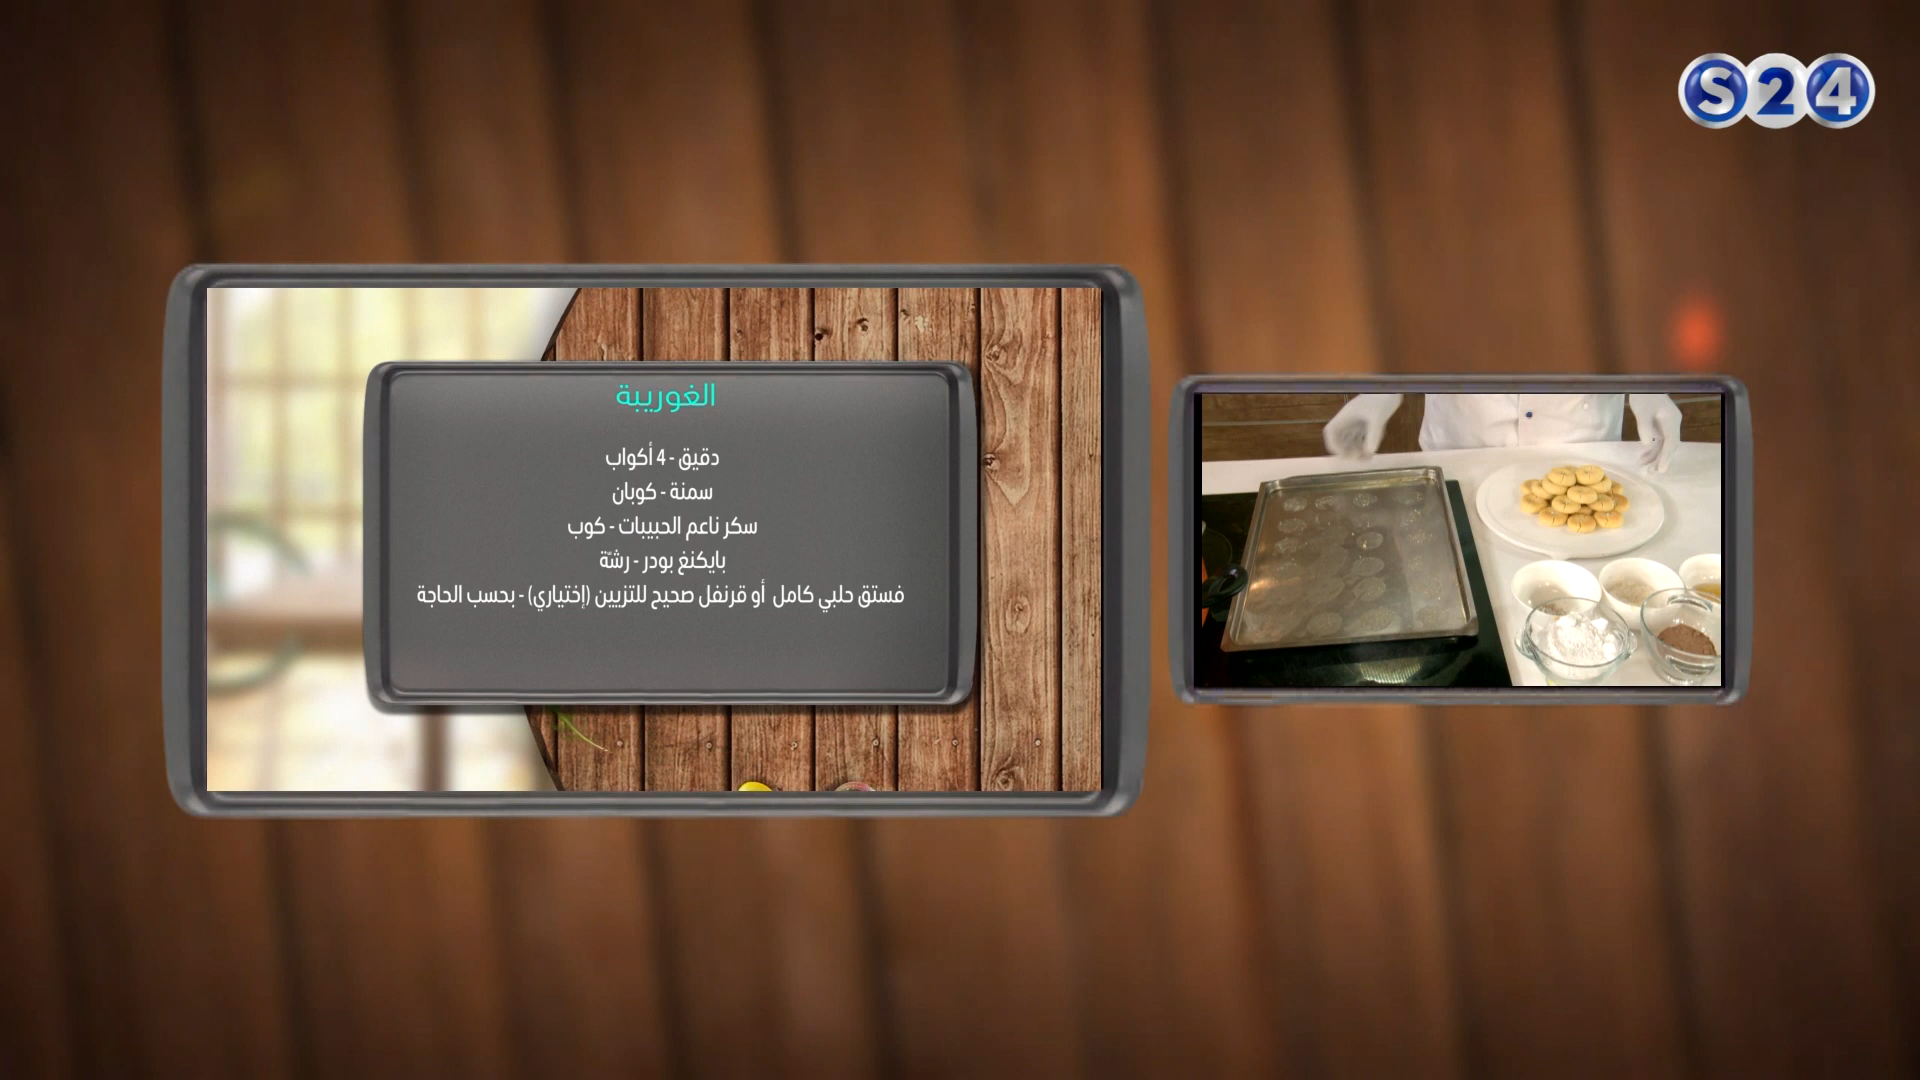 S24
الغوريبة
دقيق - 4 أكواب
سمنة - كوبان
سكر ناعم الحبيبات - كوب
بايكنغ بودر - رشّة
فستق حلبي كامل أو قرنفل صحيح للتزيين (إختياري) - بحسب الحاجة